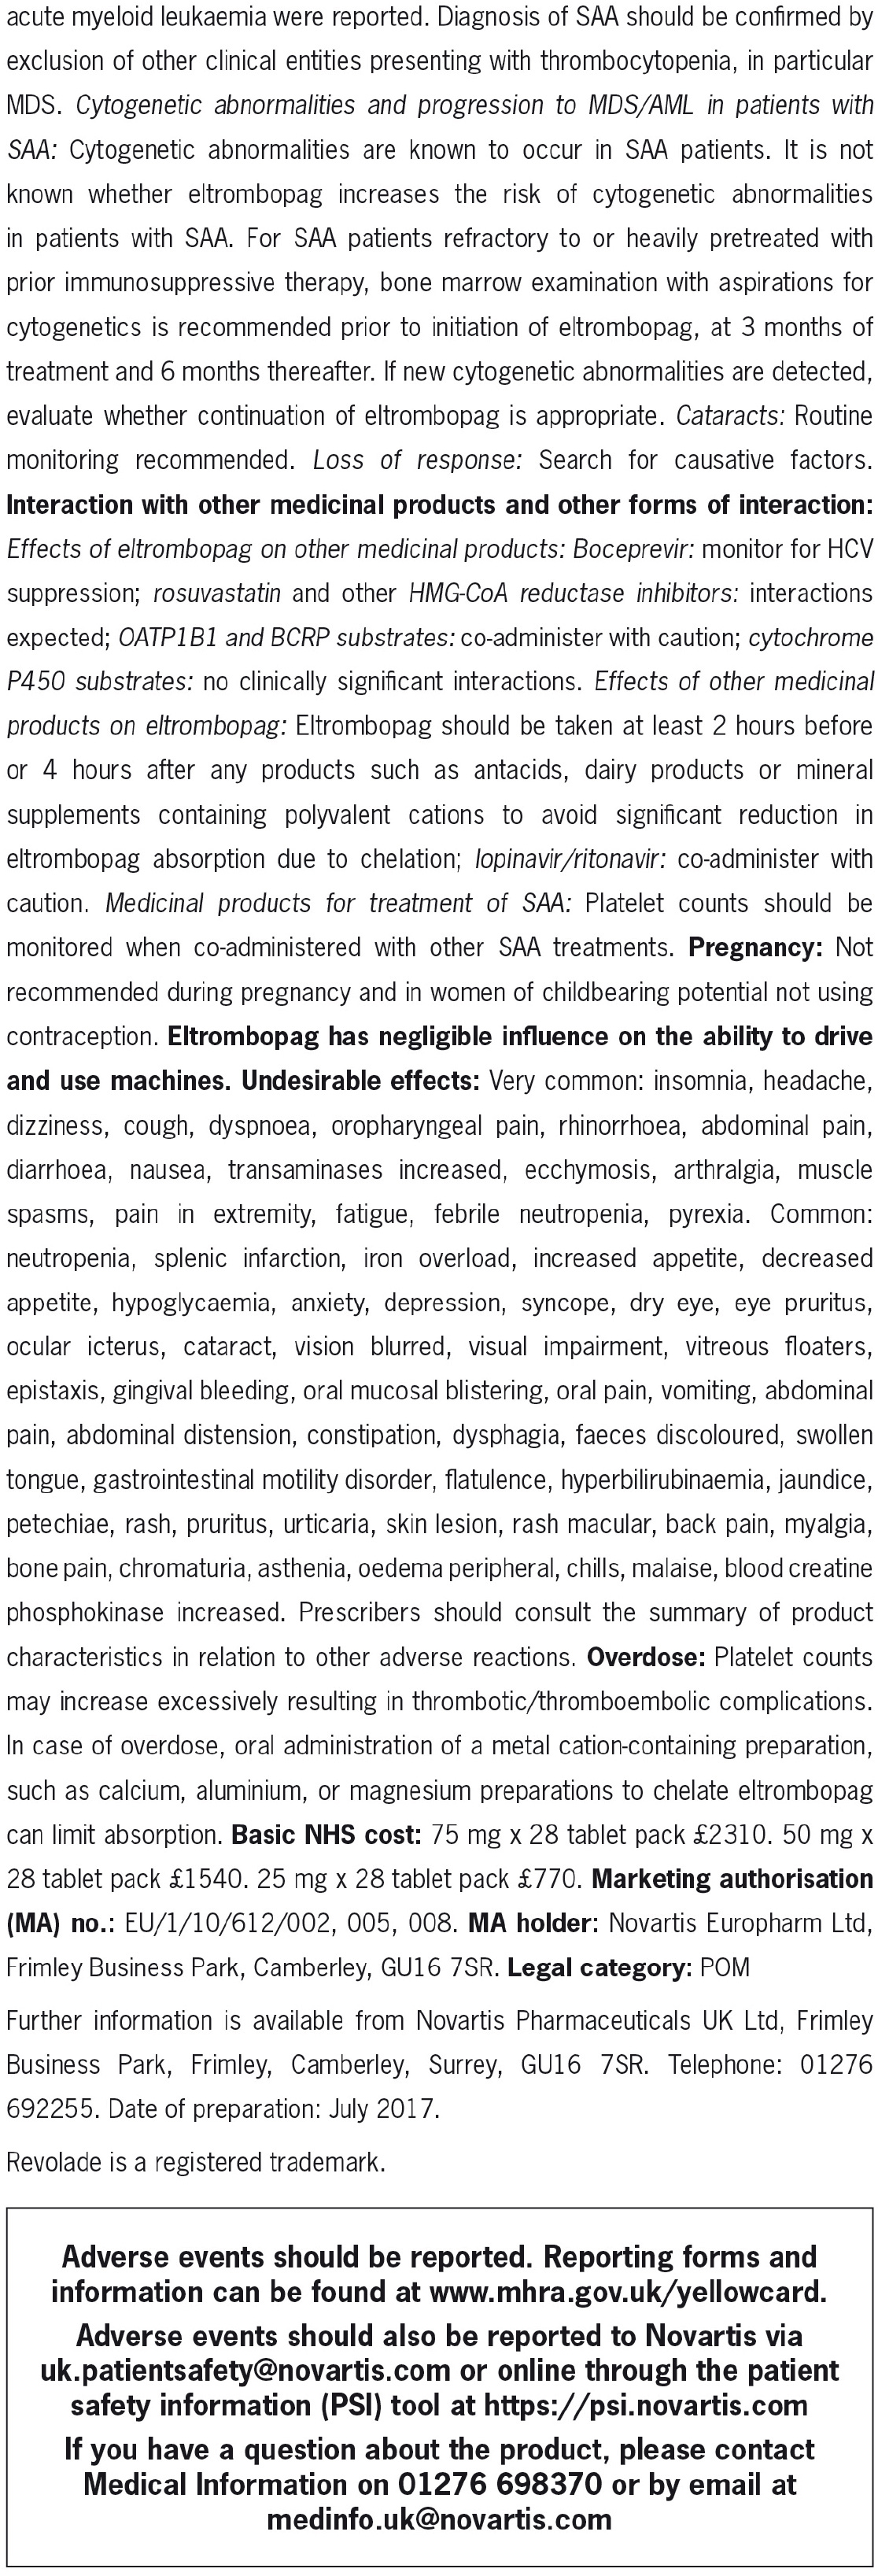 acute myeloid leukaemia were reported. Diagnosis of SAA should be confirmed by
exclusion of other clinical entities presenting with thrombocytopenia, in particular
MDS. Cytogenetic abnormalities and progression to MDS/AML in patients with
SAA: Cytogenetic abnormalities are known to occur in SAA patients. It is not
known whether eltrombopag increases the risk of cytogenetic abnormalities
in patients with SAA. For SAA patients refractory to or heavily pretreated with
prior immunosuppressive therapy, bone marrow examination with aspirations for
cytogenetics is recommended prior to initiation of eltrombopag, at 3 months of
treatment and 6 months thereafter. If new cytogenetic abnormalities are detected,
evaluate whether continuation of eltrombopag is appropriate. Cataracts: Routine
monitoring recommended. Loss of response: Search for causative factors.
Interaction with other medicinal products and other forms of interaction:
Effects of eltrombopag on other medicinal products: Boceprevir: monitor for HCV
suppression; rosuvastatin and other HMG-CoA reductase inhibitors: interactions
expected; OATP1B1 and BCRP substrates: co-administer with caution; cytochrome
P450 substrates: no clinically significant interactions. Effects of other medicinal
products on eltrombopag: Eltrombopag should be taken at least 2 hours before
or 4 hours after any products such as antacids, dairy products or mineral
supplements containing polyvalent cations to avoid significant reduction in
eltrombopag absorption due to chelation; lopinavir/ritonavir: co-administer with
caution. Medicinal products for treatment of SAA: Platelet counts should be
monitored when co-administered with other SAA treatments. Pregnancy: Not
recommended during pregnancy and in women of childbearing potential not using
contraception. Eltrombopag has negligible influence on the ability to drive
and use machines. Undesirable effects: Very common: insomnia, headache,
dizziness, cough, dyspnoea, oropharyngeal pain, rhinorrhoea, abdominal pain,
diarrhoea, nausea, transaminases increased, ecchymosis, arthralgia, muscle
spasms, pain in extremity, fatigue, febrile neutropenia, pyrexia. Common:
neutropenia, splenic infarction, iron overload, increased appetite, decreased
appetite, hypoglycaemia, anxiety, depression, syncope, dry eye, eye pruritus,
ocular icterus, cataract, vision blurred, visual impairment, vitreous floaters,
epistaxis, gingival bleeding, oral mucosal blistering, oral pain, vomiting, abdominal
pain, abdominal distension, constipation, dysphagia, faeces discoloured, swollen
tongue, gastrointestinal motility disorder, flatulence, hyperbilirubinaemia, jaundice,
petechiae, rash, pruritus, urticaria, skin lesion, rash macular, back pain, myalgia,
bone pain, chromaturia, asthenia, oedema peripheral, chills, malaise, blood creatine
phosphokinase increased. Prescribers should consult the summary of product
characteristics in relation to other adverse reactions. Overdose: Platelet counts
may increase excessively resulting in thrombotic/thromboembolic complications.
In case of overdose, oral administration of a metal cation-containing preparation,
such as calcium, aluminium, or magnesium preparations to chelate eltrombopag
can limit absorption. Basic NHS cost: 75 mg x 28 tablet pack £2310. 50 mg x
28 tablet pack £1540. 25 mg x 28 tablet pack £770. Marketing authorisation
(MA) no.: EU/1/10/612/002, 005, 008. MA holder: Novartis Europharm Ltd,
Frimley Business Park, Camberley, GU16 7SR. Legal category: POM
Further information is available from Novartis Pharmaceuticals UK Ltd, Frimley
Business Park, Frimley, Camberley, Surrey, GU16 7SR. Telephone: 01276
692255. Date of preparation: July 2017.
Revolade is a registered trademark.
Adverse events should be reported. Reporting forms and
information can be found at www.mhra.gov.uk/yellowcard.
Adverse events should also be reported to Novartis via
uk.patientsafety@novartis.com or online through the patient
safety information (PSI) tool at https://psi.novartis.com
If you have a question about the product, please contact
Medical Information on 01276 698370 or by email at
medinfo.uk@novartis.com